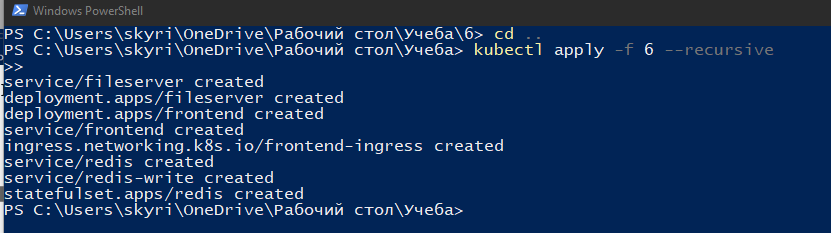 Windows PowerShell
PS C:\Users\skyri\OneDrive\Рабочий стол\Учеба\6> cd ..
PS C:\Users\skyri\OneDrive\Рабочий стол\Учеба> kubectl apply -f 6 --recursive
>>
service/fileserver created
deployment.apps/fileserver created
deployment.apps/frontend created
service/frontend created
ingress.networking.k8s.io/frontend-ingress created
service/redis created
service/redis-write created
statefulset.apps/redis created
PS C:\Users\skyri\OneDrive\Рабочий стол\Учеба>